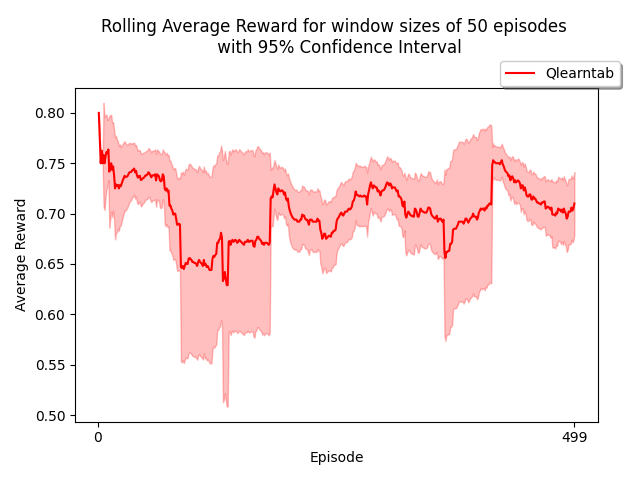 Rolling Average Reward for window sizes of 50 episodes
with 95% Confidence Interval
Qlearntab
0.80
0.75
0.70
0.65
0.60
0.55
0.50
Average Reward
0
499
Episode